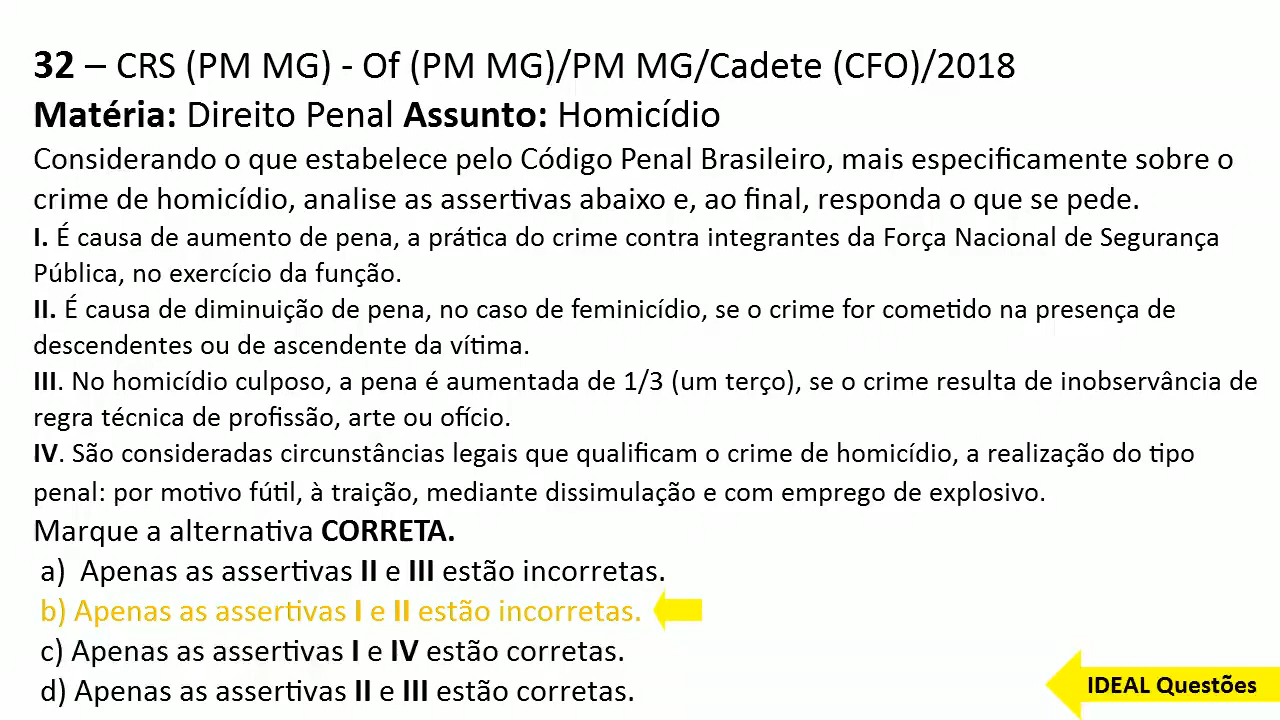 32 – CRS (PM MG) - Of (PM MG)/PM MG/Cadete (CFO)/2018
Matéria: Direito Penal Assunto: Homicídio
Considerando o que estabelece pelo Código Penal Brasileiro, mais especificamente sobre o
crime de homicídio, analise as assertivas abaixo e, ao final, responda o que se pede.
I. É causa de aumento de pena, a prática do crime contra integrantes da Força Nacional de Segurança
Pública, no exercício da função.
II. É causa de diminuição de pena, no caso de feminicídio, se o crime for cometido na presença de
descendentes ou de ascendente da vítima.
III. No homicídio culposo, a pena é aumentada de 1/3 (um terço), se o crime resulta de inobservância de
regra técnica de profissão, arte ou ofício.
IV. São consideradas circunstâncias legais que qualificam o crime de homicídio, a realização do tipo
penal: por motivo fútil, à traição, mediante dissimulação e com emprego de explosivo.
Marque a alternativa CORRETA.
a) Apenas as assertivas II e III estão incorretas.
b) Apenas as assertivas I e II estão incorretas.
c) Apenas as assertivas I e IV estão corretas.
d) Apenas as assertivas II e III estão corretas.
IDEAL Questões